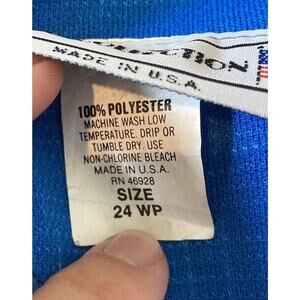 MADE IN U.S.A.
100% POLYESTER
MACHINE WASH LOW
TEMPERATURE. DRIP OR
TUMBLE DRY. USE
NON-CHLORINE BLEACH
MADE IN U.S.A.
RN 46928
SIZE
24 WP